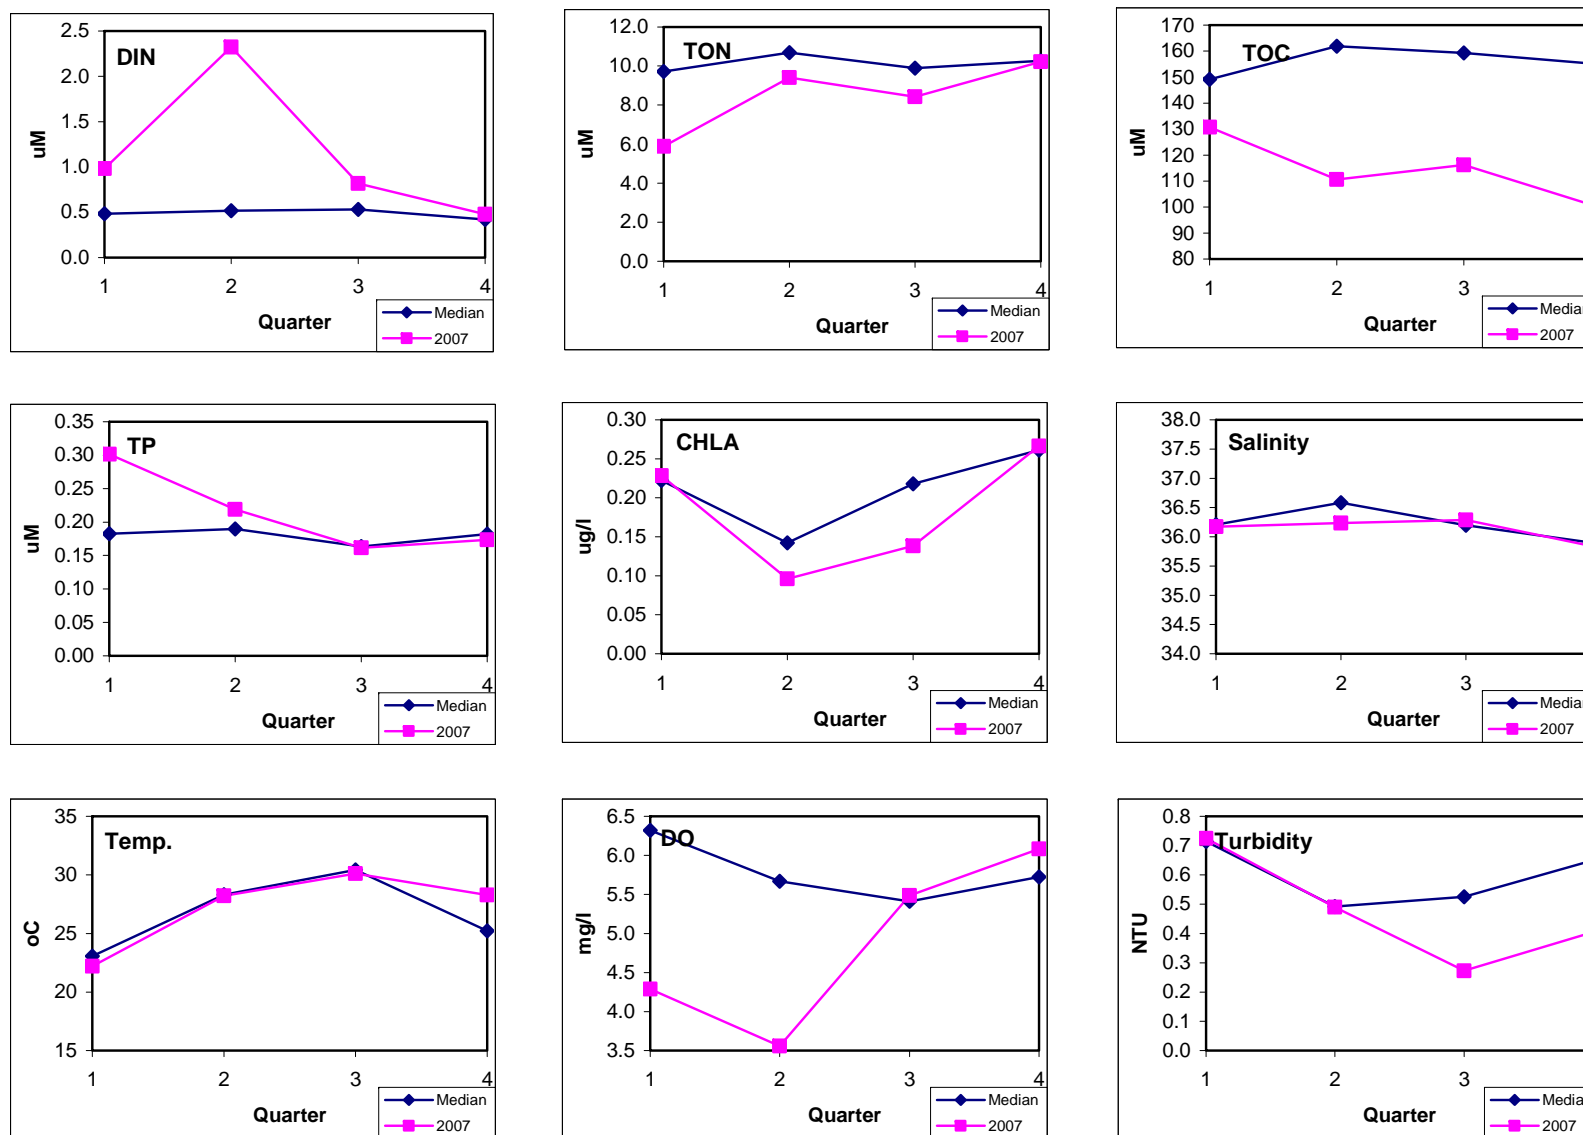 DIN
2.5
2.0
1.5
1.0
0.5
0.0
uM
1 2 3 4
Quarter
Median
2007
TON
12.0
10.0
8.0
6.0
4.0
2.0
0.0
uM
1 2 3 4
Quarter
Median
2007
TOC
170
160
150
140
130
120
110
100
90
80
uM
1 2 3
Quarter
Median
2007
TP
0.35
0.30
0.25
0.20
0.15
0.10
0.05
0.00
uM
1 2 3 4
Quarter
Median
2007
CHLA
0.30
0.25
0.20
0.15
0.10
0.05
0.00
ug/l
1 2 3 4
Quarter
Median
2007
Salinity
38.0
37.5
37.0
36.5
36.0
35.5
35.0
34.5
34.0
1 2 3
Quarter
Median
2007
Temp.
35
30
25
20
15
oC
1 2 3 4
Quarter
Median
2007
DO
6.5
6.0
5.5
5.0
4.5
4.0
3.5
mg/l
1 2 3 4
Quarter
Median
2007
Turbidity
0.8
0.7
0.6
0.5
0.4
0.3
0.2
0.1
0.0
NTU
1 2 3
Quarter
Median
2007